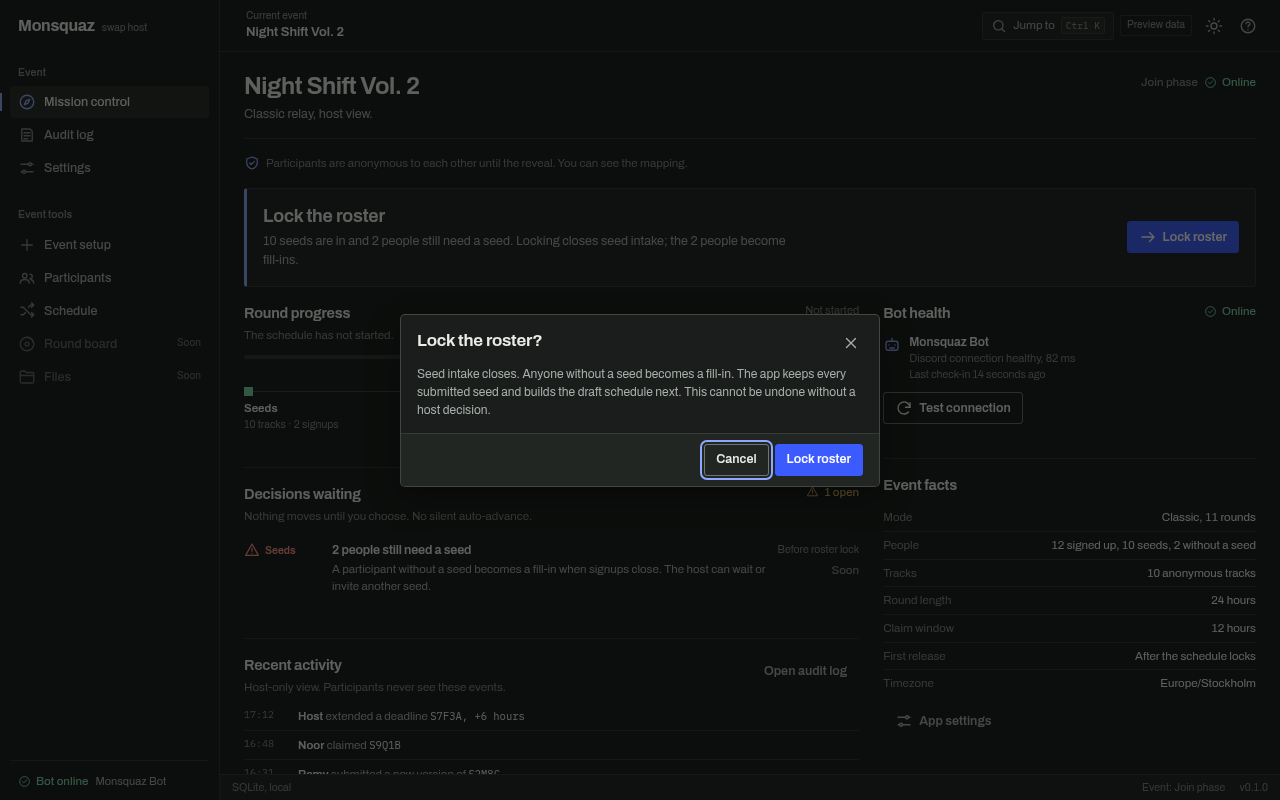 Monsquaz swap host
Event
Mission control
Audit log
Settings
Event tools
Event setup
Participants
Schedule
Round board Soon
Files Soon
Bot online Monsquaz Bot
Current event
Night Shift Vol. 2
Jump to Ctrl K
Preview data
Night Shift Vol. 2
Classic relay, host view.
Join phase Online
Participants are anonymous to each other until the reveal. You can see the mapping.
Lock the roster
10 seeds are in and 2 people still need a seed. Locking closes seed intake; the 2 people become
fill-ins.
Lock roster
Round progress
Not started
The schedule has not started.
Seeds
10 tracks · 2 signups
Lock the roster?
Seed intake closes. Anyone without a seed becomes a fill-in. The app keeps every
submitted seed and builds the draft schedule next. This cannot be undone without a
host decision.
Cancel
Lock roster
Decisions waiting
1 open
Nothing moves until you choose. No silent auto-advance.
Seeds
2 people still need a seed
Before roster lock
A participant without a seed becomes a fill-in when signups close. The host can wait or
invite another seed.
Soon
Recent activity
Open audit log
Host-only view. Participants never see these events.
17:12 Host extended a deadline S7F3A, +6 hours
16:48 Noor claimed S9Q1B
16:31 Remy submitted a new version of S2M8C
Bot health
Online
Monsquaz Bot
Discord connection healthy, 82 ms
Last check-in 14 seconds ago
Test connection
Event facts
Mode Classic, 11 rounds
People 12 signed up, 10 seeds, 2 without a seed
Tracks 10 anonymous tracks
Round length 24 hours
Claim window 12 hours
First release After the schedule locks
Timezone Europe/Stockholm
App settings
SQLite, local
Event: Join phase v0.1.0